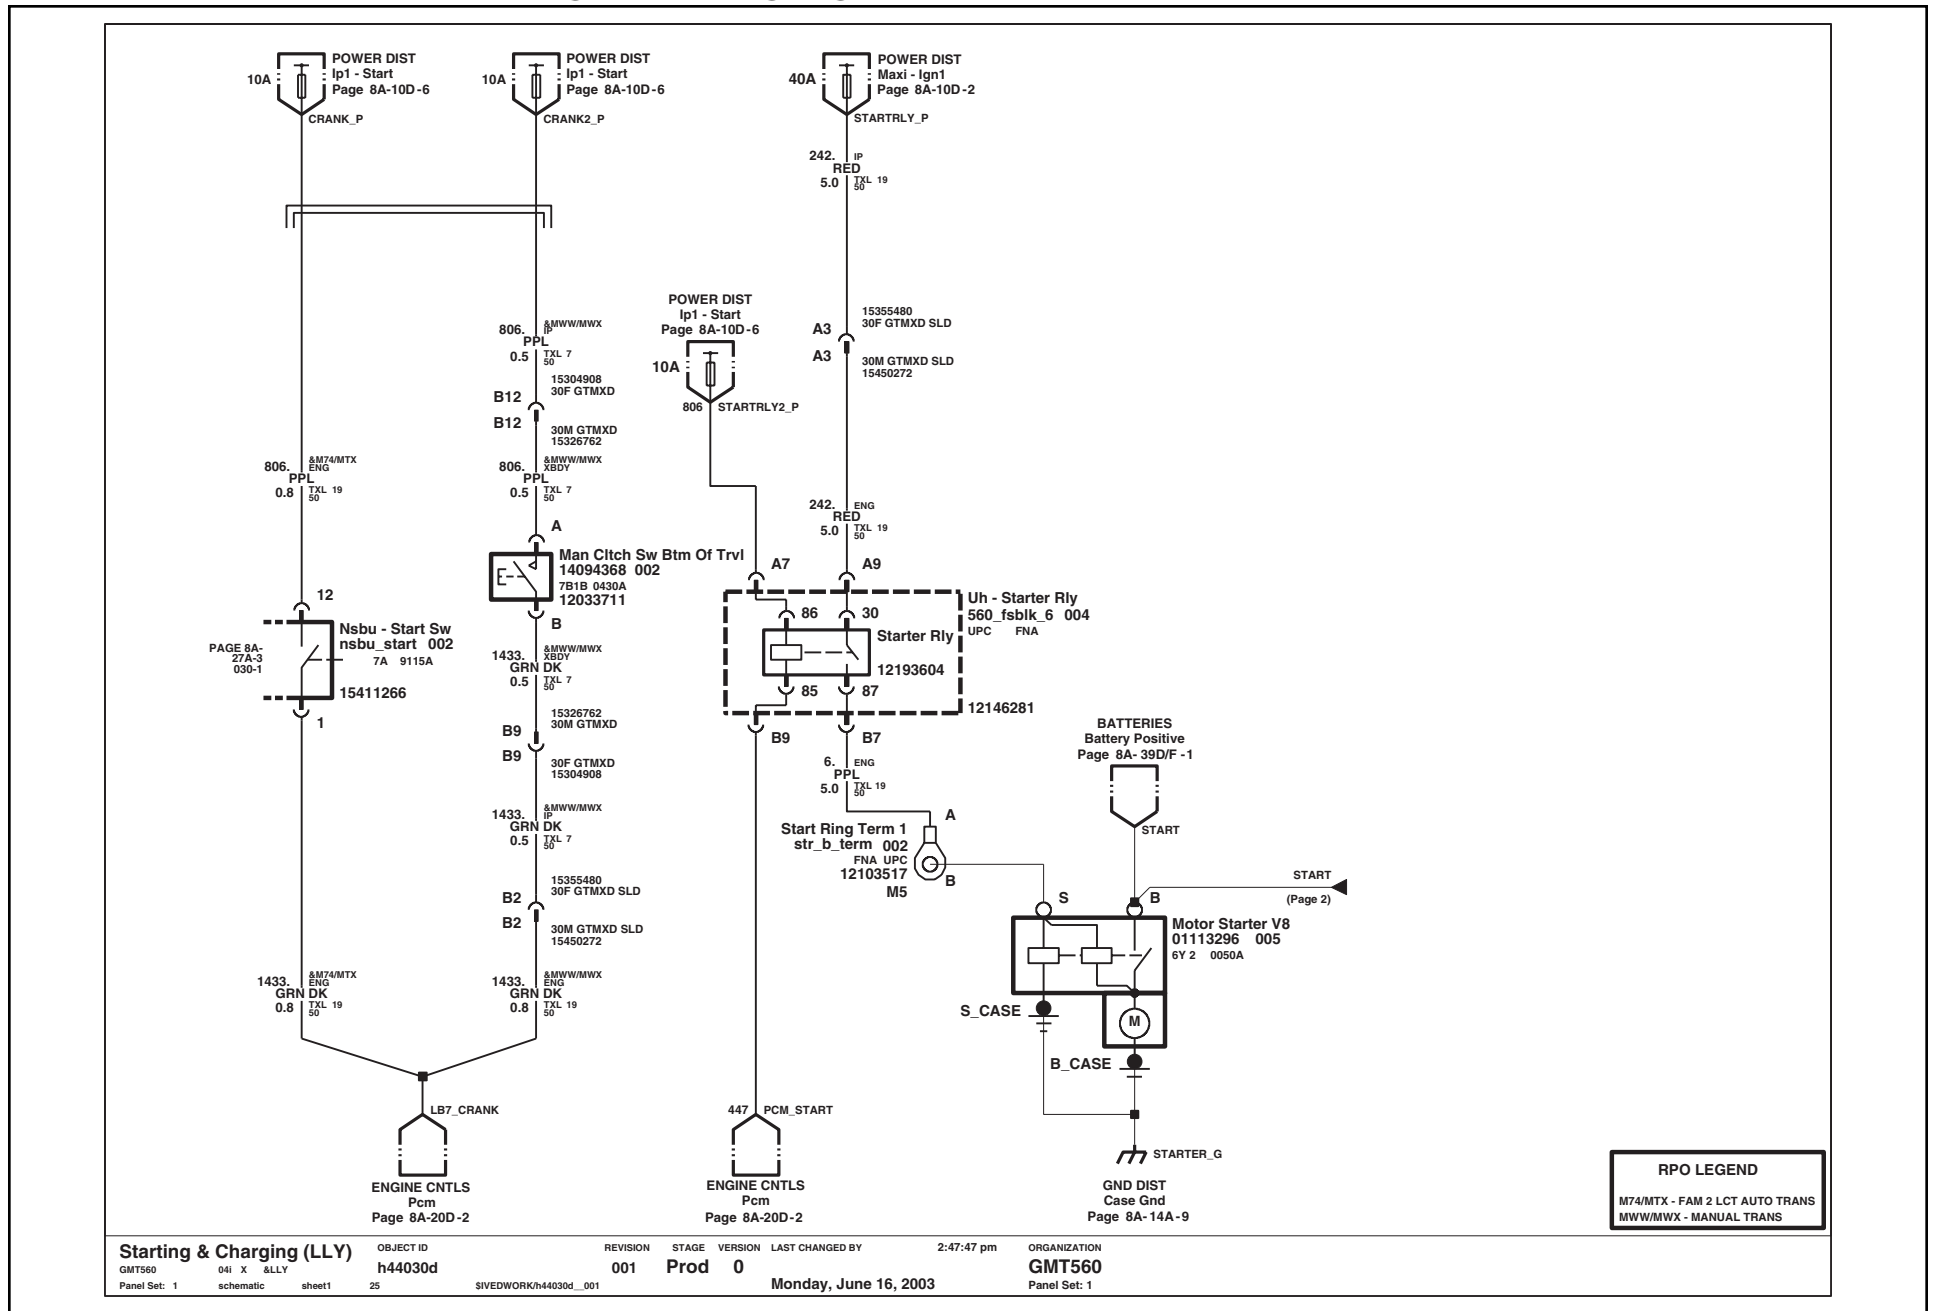 POWER DIST
Ip1 - Start
Page 8A-10D-6
10A
CRANK_P
POWER DIST
Ip1 - Start
Page 8A-10D-6
10A
CRANK2_P
POWER DIST
Maxi - Ign1
Page 8A-10D-2
40A
STARTRLY_P
242. IP
RED
5.0 TXL 19
50
POWER DIST
Ip1 - Start
Page 8A-10D-6
10A
806 STARTRLY2_P
15355480
30F GTMXD SLD
A3
A3
30M GTMXD SLD
15450272
&MWW/MWX
806. IP
PPL
0.5 TXL 7
50
15304908
30F GTMXD
B12
B12
30M GTMXD
15326762
&M74/MTX
806. ENG
PPL
0.8 TXL 19
50
&MWW/MWX
806. XBDY
PPL
0.5 TXL 7
50
242. ENG
RED
5.0 TXL 19
50
A
Man Cltch Sw Btm Of Trvl
14094368 002
7B1B 0430A
12033711
B
A7
A9
12
Nsbu - Start Sw
nsbu_start 002
7A 9115A
15411266
PAGE 8A-
27A-3
030-1
1
86
30
Starter Rly
12193604
85
87
Uh - Starter Rly
560_fsblk_6 004
UPC FNA
12146281
B9
B7
&MWW/MWX
1433. XBDY
GRN DK
0.5 TXL 7
50
15326762
30M GTMXD
B9
B9
30F GTMXD
15304908
6. ENG
PPL
5.0 TXL 19
50
BATTERIES
Battery Positive
Page 8A- 39D/F -1
START
&MWW/MWX
1433. IP
GRN DK
0.5 TXL 7
50
A
Start Ring Term 1
str_b_term 002
FNA UPC
12103517
M5
B
15355480
30F GTMXD SLD
B2
B2
30M GTMXD SLD
15450272
START
(Page 2)
S
B
Motor Starter V8
01113296 005
6Y 2 0050A
S_CASE
M
B_CASE
&M74/MTX
1433. ENG
GRN DK
0.8 TXL 19
50
&MWW/MWX
1433. ENG
GRN DK
0.8 TXL 19
50
LB7_CRANK
447 PCM_START
STARTER_G
ENGINE CNTLS
Pcm
Page 8A-20D-2
ENGINE CNTLS
Pcm
Page 8A-20D-2
GND DIST
Case Gnd
Page 8A- 14A-9
RPO LEGEND
M74/MTX - FAM 2 LCT AUTO TRANS
MWW/MWX - MANUAL TRANS
Starting & Charging (LLY)
GMT560 04i X &LLY
Panel Set: 1 schematic sheet1 25 $IVEDWORK/h44030d__001
OBJECT ID
h44030d
REVISION
001
STAGE
Prod
VERSION
0
LAST CHANGED BY 2:47:47 pm
Monday, June 16, 2003
ORGANIZATION
GMT560
Panel Set: 1